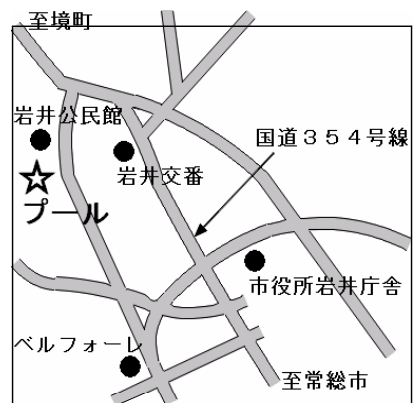 至境町
岩井公民館
国道３５４号線
岩井交番
プール
市役所岩井庁舎
ベルフォーレ
至常総市